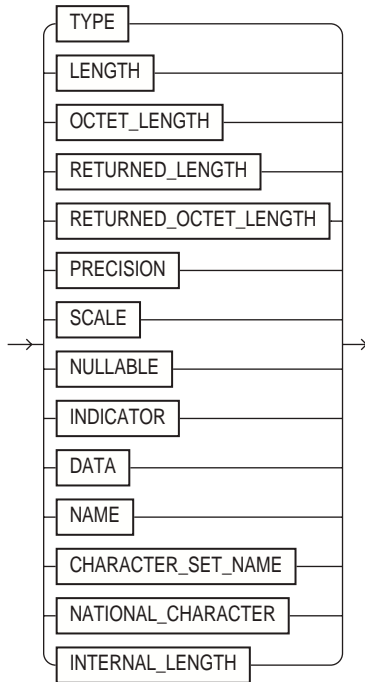 TYPE
LENGTH
OCTET_LENGTH
RETURNED_LENGTH
RETURNED_OCTET_LENGTH
PRECISION
SCALE
NULLABLE
INDICATOR
DATA
NAME
CHARACTER_SET_NAME
NATIONAL_CHARACTER
INTERNAL_LENGTH